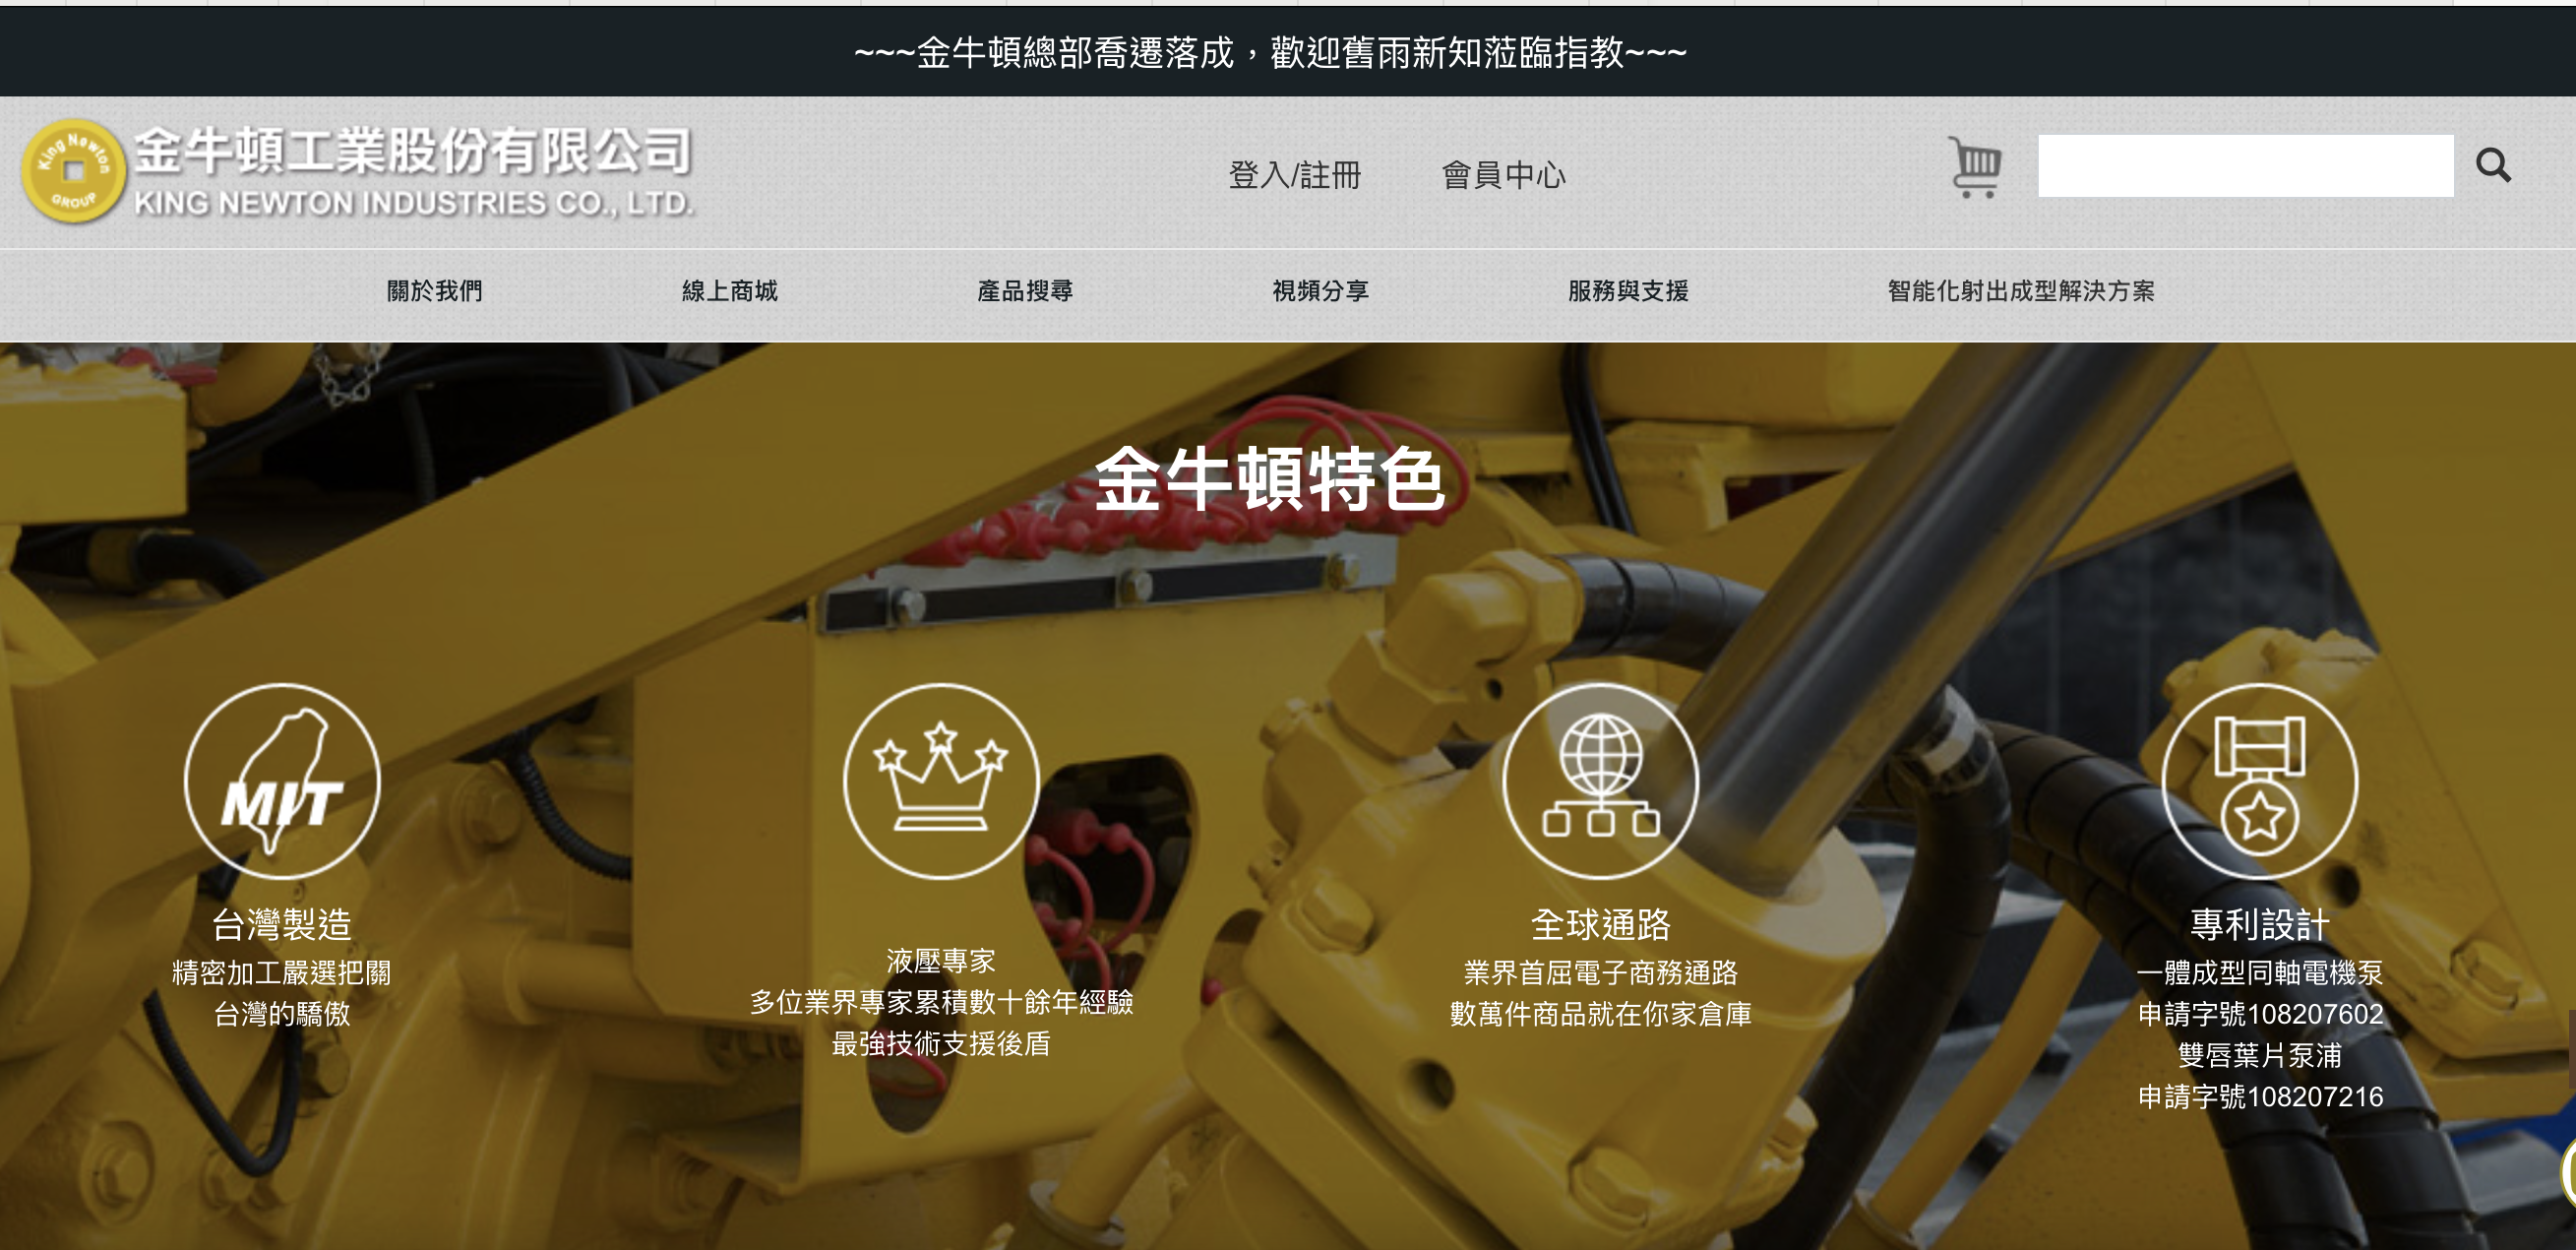 ~~~金牛頓總部喬遷落成，歡迎舊雨新知蒞臨指教~~~
King Newton
GROUP
金牛頓工業股份有限公司
KING NEWTON INDUSTRIES CO., LTD.
登入/註冊
會員中心
關於我們
線上商城
產品搜尋
視頻分享
服務與支援
智能化射出成型解決方案
金牛頓特色
MIT
台灣製造
精密加工嚴選把關
台灣的驕傲
液壓專家
多位業界專家累積數十餘年經驗
最強技術支援後盾
全球通路
業界首屈電子商務通路
數萬件商品就在你家倉庫
專利設計
一體成型同軸電機泵
申請字號108207602
雙唇葉片泵浦
申請字號108207216